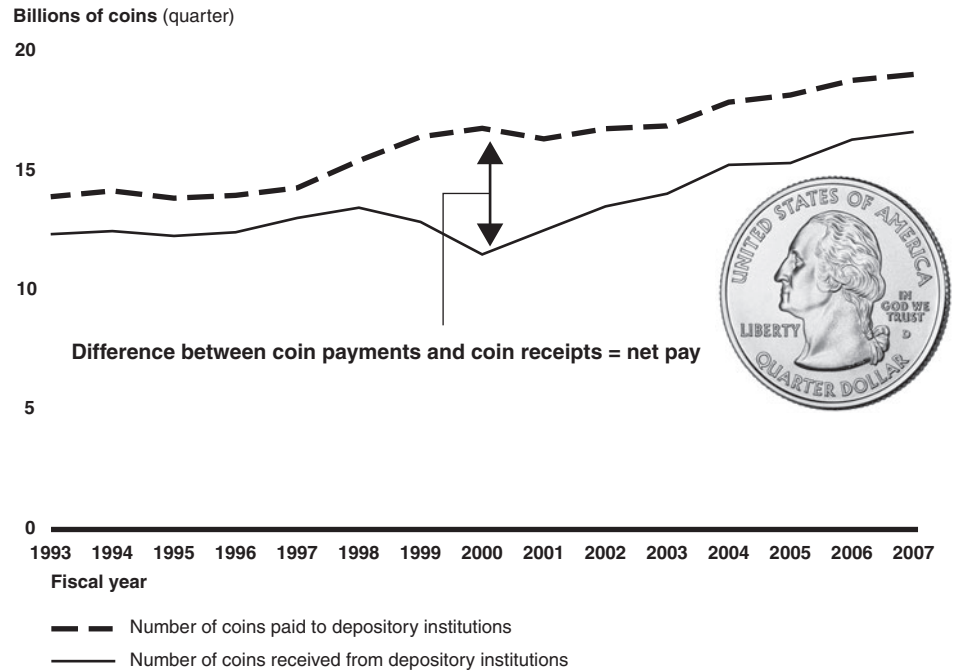 Billions of coins (quarter)
20
15
10
5
0
Difference between coin payments and coin receipts = net pay
UNITED STATES OF AMERICA
IN
GOD WE
TRUST
LIBERTY
D
QUARTER DOLLAR
1993 1994 1995 1996 1997 1998 1999 2000 2001 2002 2003 2004 2005 2006 2007
Fiscal year
Number of coins paid to depository institutions
Number of coins received from depository institutions